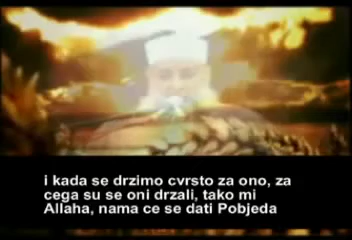 i kada se drzimo cvrsto za ono, za
cega su se oni drzali, tako mi
Allaha, nama ce se dati Pobjeda